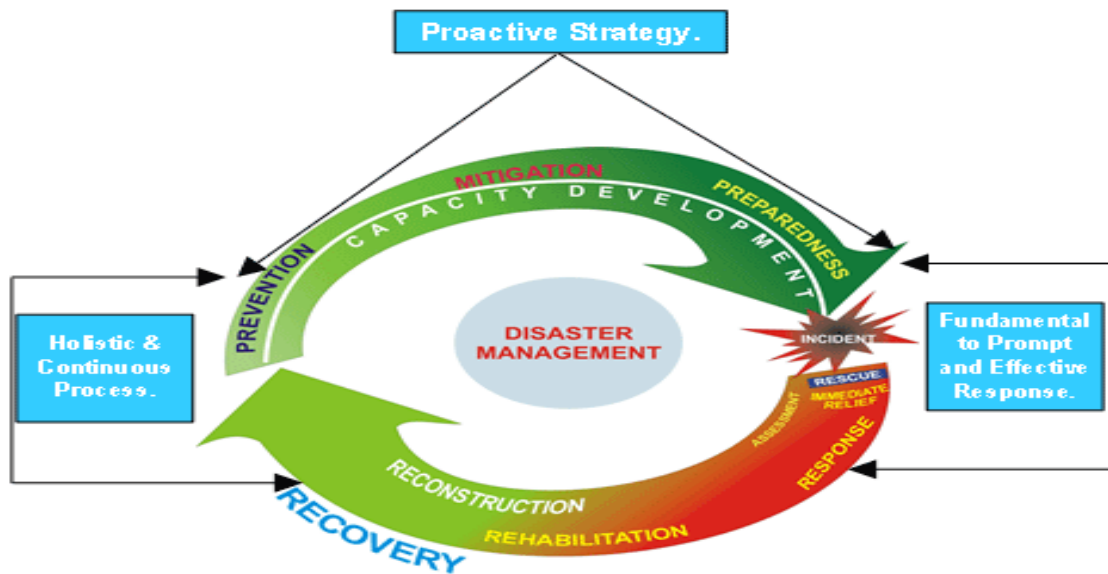 Proactive Strategy.
MITIGATION
CAPACITY DEVELOPMENT
PREPAREDNESS
PREVENTION
Holistic &
Continuous
Process.
DISASTER
MANAGEMENT
INCIDENT
Fundamental
to Prompt
and Effective
Response.
RESCUE
IMMEDIATE
RELIEF
ASSESSMENT
RESPONSE
RECONSTRUCTION
REHABILITATION
RECOVERY